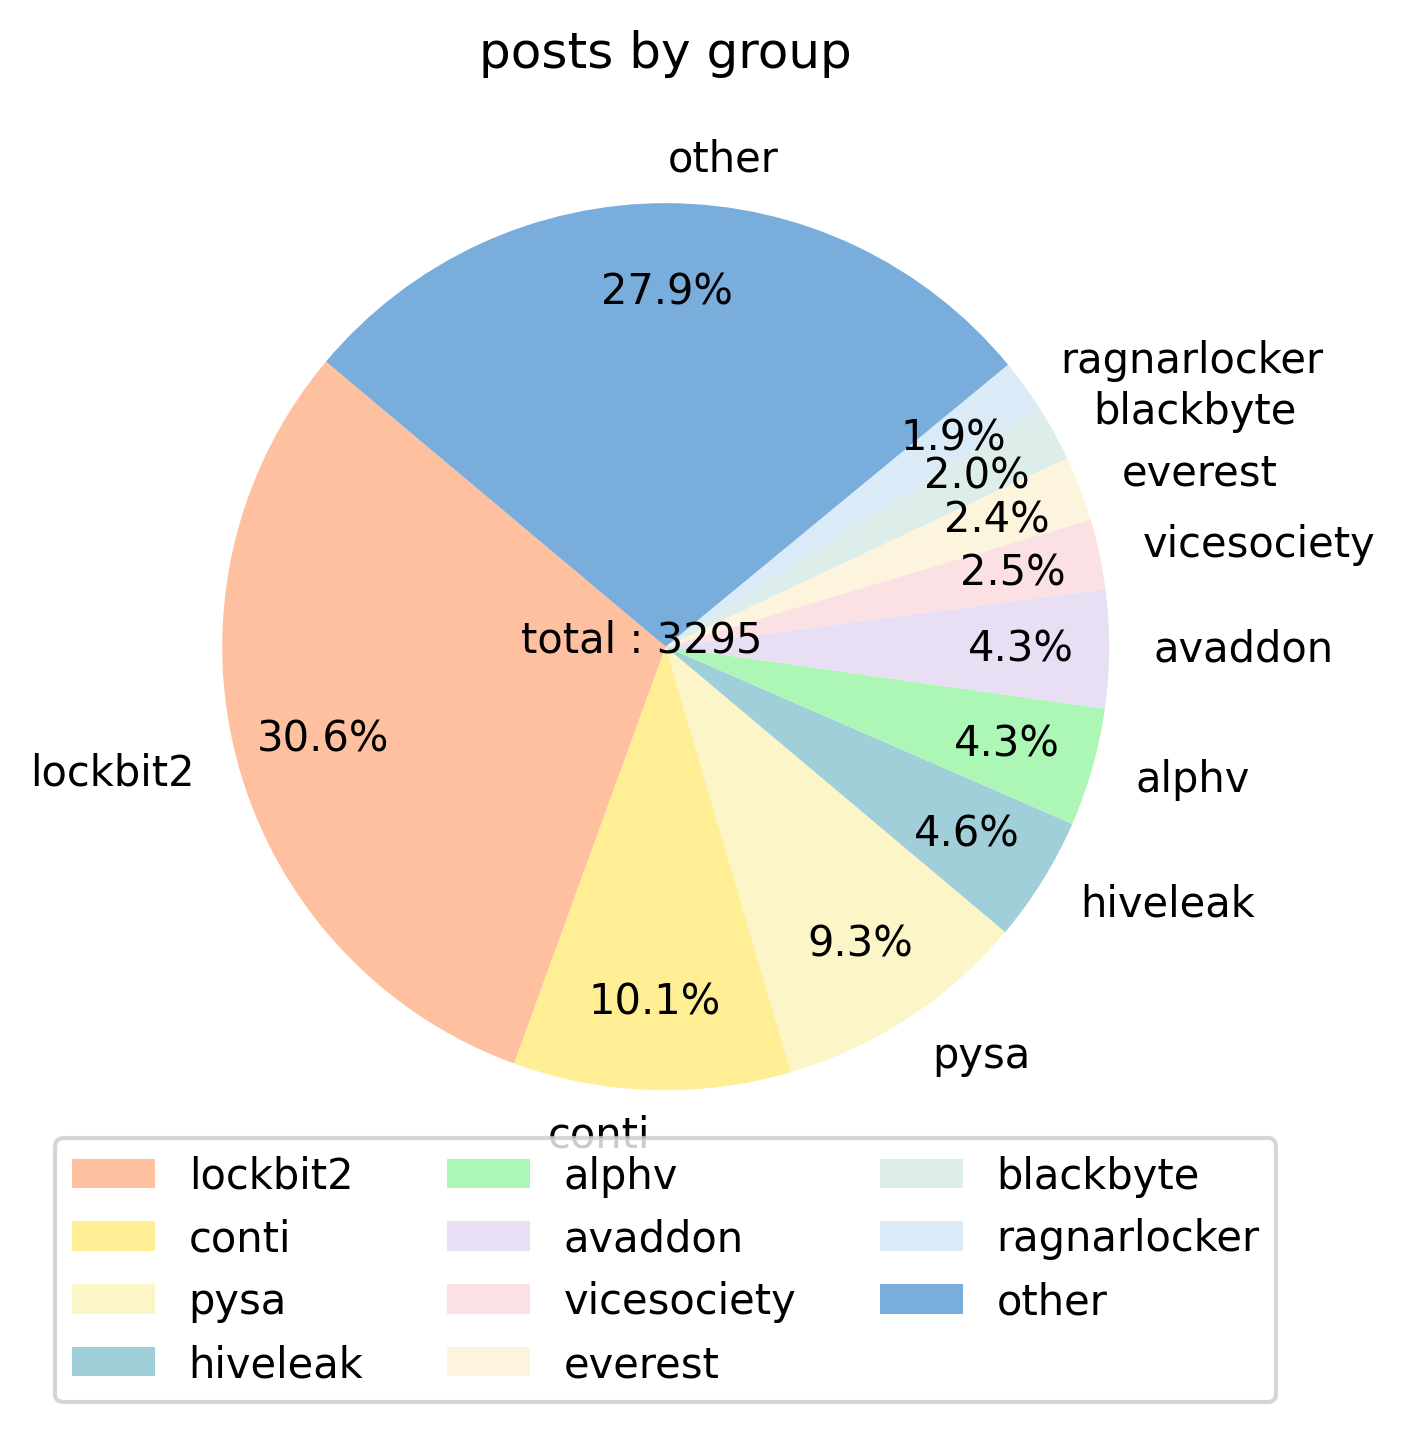 posts by group
other
27.9%
ragnarlocker
1.9%
blackbyte
2.0%
everest
2.4%
vicesociety
2.5%
total : 3295
avaddon
4.3%
alphv
4.3%
lockbit2
30.6%
hiveleak
4.6%
pysa
9.3%
conti
10.1%
lockbit2
conti
pysa
hiveleak
alphv
avaddon
vicesociety
everest
blackbyte
ragnarlocker
other